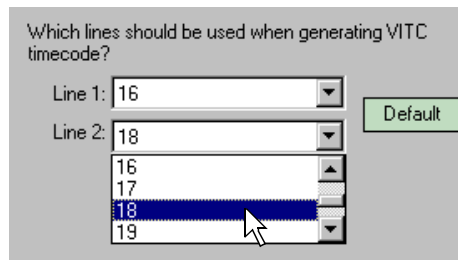 Which lines should be used when generating VITC
timecode?
Line 1: 16
Default
Line 2: 18
16
17
18
19